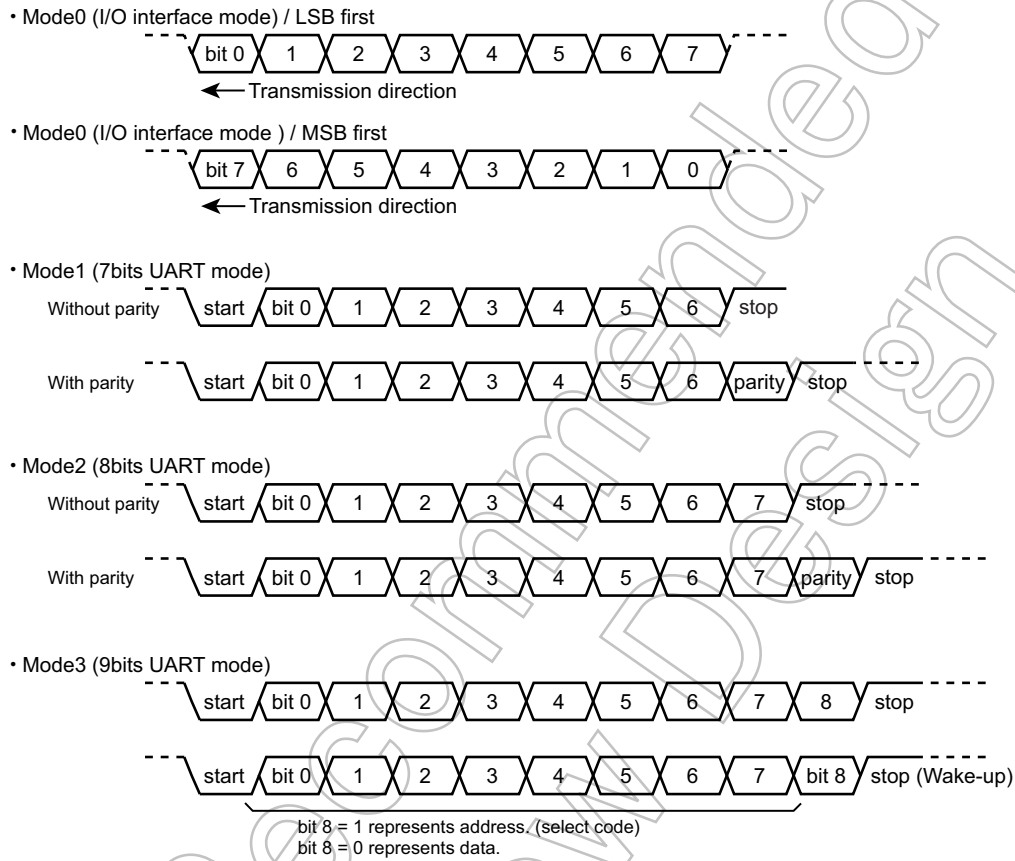 ・Mode0 (I/O interface mode) / LSB first
bit 0 1 2 3 4 5 6 7
Transmission direction
・Mode0 (I/O interface mode ) / MSB first
bit 7 6 5 4 3 2 1 0
Transmission direction
・Mode1 (7bits UART mode)
Without parity start bit 0 1 2 3 4 5 6 stop
With parity start bit 0 1 2 3 4 5 6 parity stop
・Mode2 (8bits UART mode)
Without parity start bit 0 1 2 3 4 5 6 7 stop
With parity start bit 0 1 2 3 4 5 6 7 parity stop
・Mode3 (9bits UART mode)
start bit 0 1 2 3 4 5 6 7 8 stop
start bit 0 1 2 3 4 5 6 7 bit 8 stop (Wake-up)
bit 8 = 1 represents address. (select code)
bit 8 = 0 represents data.
ecommended
w Design